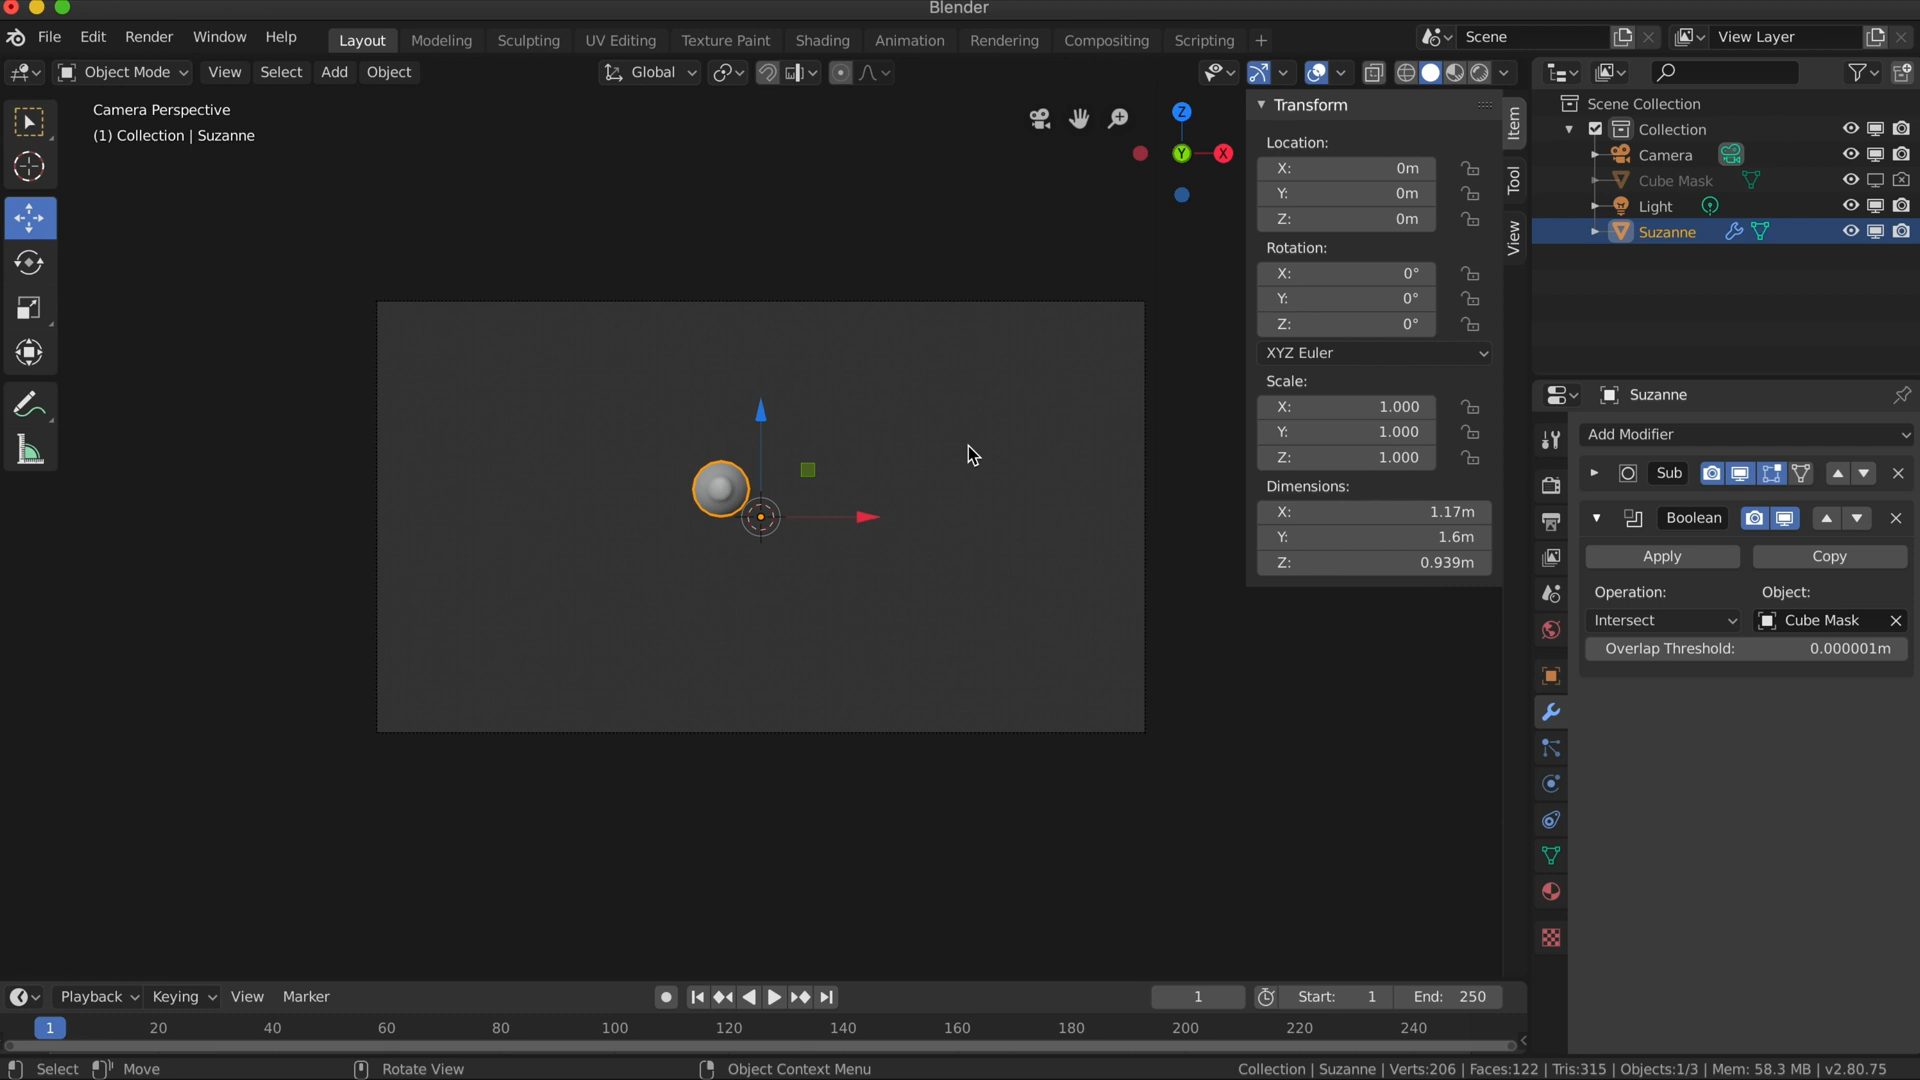 Blender
File Edit Render Window Help Layout Modeling Sculpting UV Editing Texture Paint Shading Animation Rendering Compositing Scripting + Scene View Layer
Object Mode View Select Add Object Global
Camera Perspective
(1) Collection | Suzanne
Z
Y X
Transform
Location:
X: 0m
Y: 0m
Z: 0m
Rotation:
X: 0°
Y: 0°
Z: 0°
XYZ Euler
Scale:
X: 1.000
Y: 1.000
Z: 1.000
Dimensions:
X: 1.17m
Y: 1.6m
Z: 0.939m
Item
Tool
View
Scene Collection
Collection
Camera
Cube Mask
Light
Suzanne
Suzanne
Add Modifier
Sub
Boolean
Apply Copy
Operation: Object:
Intersect Cube Mask
Overlap Threshold: 0.000001m
Playback Keying View Marker 1 Start: 1 End: 250
1 20 40 60 80 100 120 140 160 180 200 220 240
Select Move Rotate View Object Context Menu Collection | Suzanne | Verts:206 | Faces:122 | Tris:315 | Objects:1/3 | Mem: 58.3 MB | v2.80.75